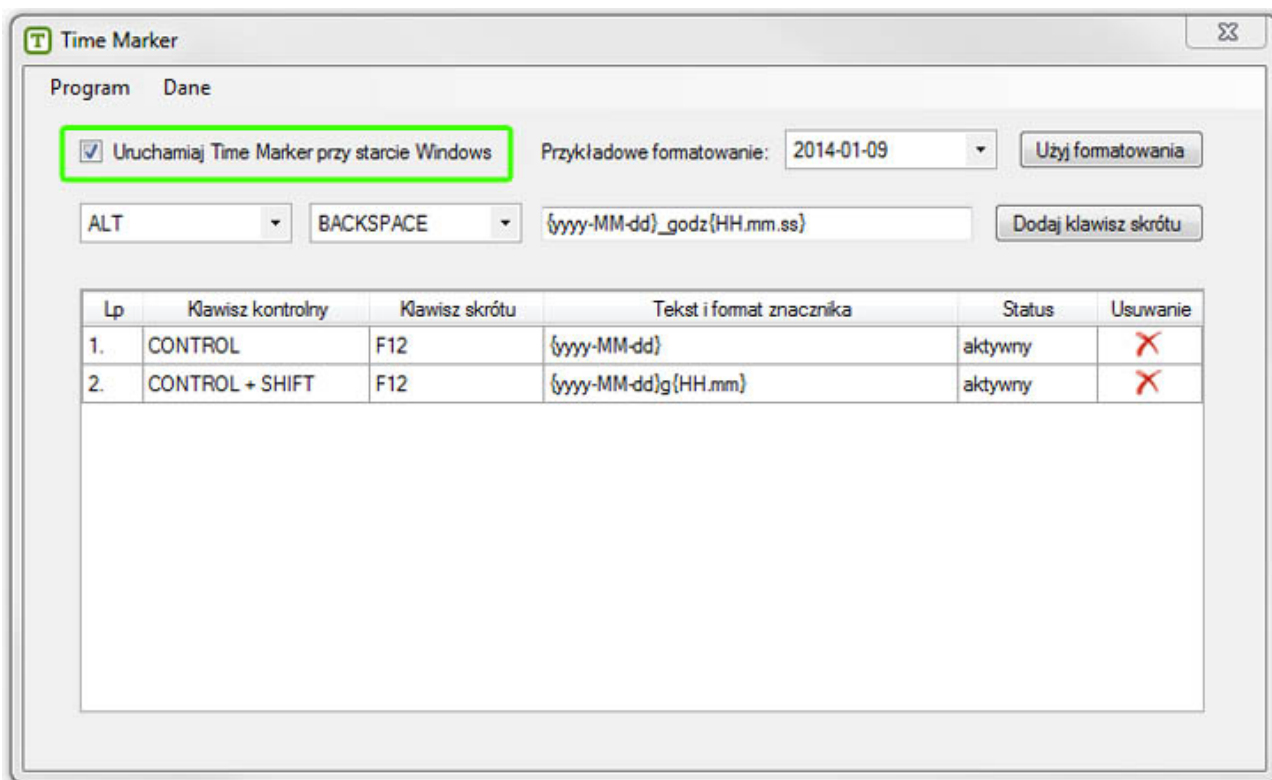 Time Marker
Program Dane
Uruchamiaj Time Marker przy starcie Windows Przykładowe formatowanie: 2014-01-09 Użyj formatowania
ALT BACKSPACE {yyyy-MM-dd}_godz{HH.mm.ss} Dodaj klawisz skrótu
Lp Klawisz kontrolny Klawisz skrótu Tekst i format znacznika Status Usuwanie
1. CONTROL F12 {yyyy-MM-dd} aktywny
2. CONTROL + SHIFT F12 {yyyy-MM-dd}g{HH.mm} aktywny